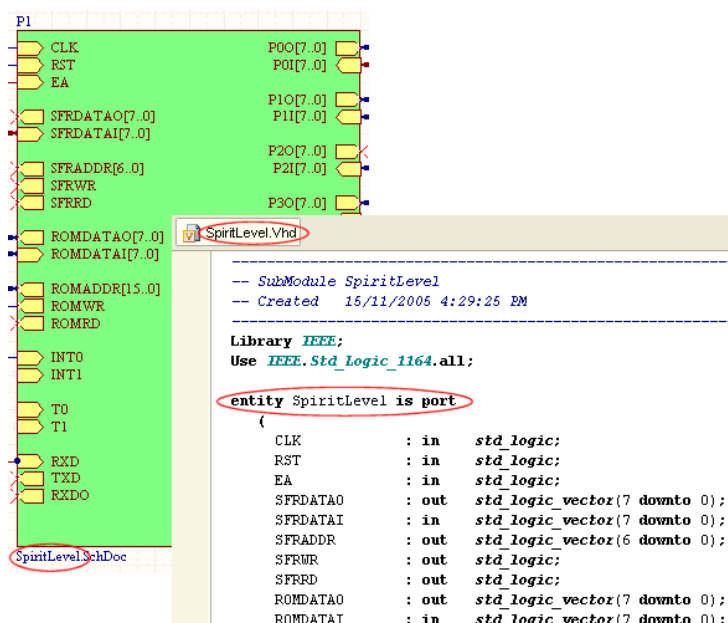 P1
CLK P0O[7..0]
RST P0I[7..0]
EA
P1O[7..0]
SFRDATAO[7..0] P1I[7..0]
SFRDATAI[7..0]
P2O[7..0]
SFRADDR[6..0] P2I[7..0]
SFRWR
SFRRD P3O[7..0]
ROMDATAO[7..0]
ROMDATAI[7..0]
ROMADDR[15..0]
ROMWR
ROMRD
INT0
INT1
T0
T1
RXD
TXD
RXDO
SpiritLevel.SchDoc
SpiritLevel.Vhd
-- SubModule SpiritLevel
-- Created 15/11/2005 4:29:25 PM
Library IEEE;
Use IEEE.Std_Logic_1164.all;
entity SpiritLevel is port
(
CLK : in std_logic;
RST : in std_logic;
EA : in std_logic;
SFRDATAO : out std_logic_vector(7 downto 0);
SFRDATAI : in std_logic_vector(7 downto 0);
SFRADDR : out std_logic_vector(6 downto 0);
SFRWR : out std_logic;
SFRRD : out std_logic;
ROMDATAO : out std_logic_vector(7 downto 0);
ROMDATAI : in std_logic_vector(7 downto 0);